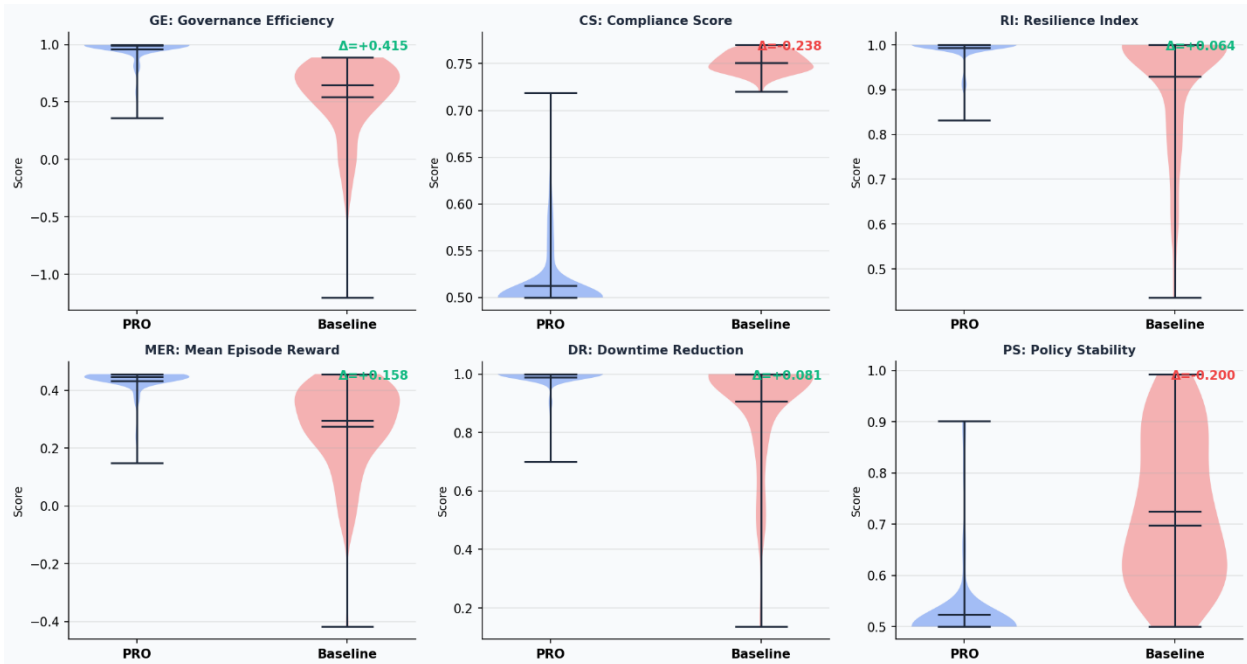 GE: Governance Efficiency
Δ=+0.415
1.0
0.5
0.0
−0.5
−1.0
Score
PRO
Baseline
CS: Compliance Score
Δ=-0.238
0.75
0.70
0.65
0.60
0.55
0.50
Score
PRO
Baseline
RI: Resilience Index
Δ=+0.064
1.0
0.9
0.8
0.7
0.6
0.5
Score
PRO
Baseline
MER: Mean Episode Reward
Δ=+0.158
0.4
0.2
0.0
−0.2
−0.4
Score
PRO
Baseline
DR: Downtime Reduction
Δ=+0.081
1.0
0.8
0.6
0.4
0.2
Score
PRO
Baseline
PS: Policy Stability
Δ=-0.200
1.0
0.9
0.8
0.7
0.6
0.5
Score
PRO
Baseline